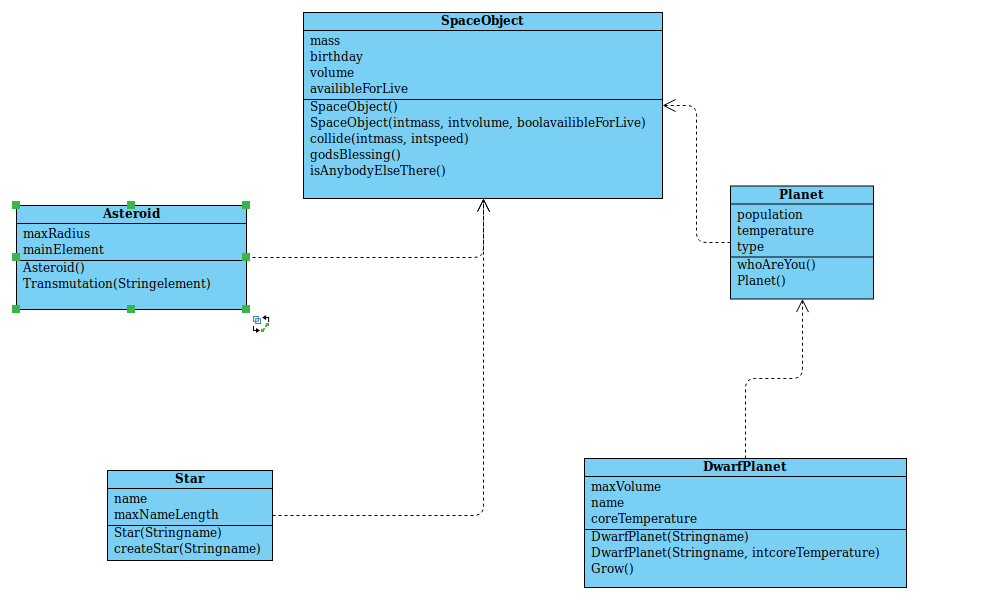 SpaceObject
mass
birthday
volume
availibleForLive
SpaceObject()
SpaceObject(intmass, intvolume, boolavailibleForLive)
collide(intmass, intspeed)
godsBlessing()
isAnybodyElseThere()
Planet
population
temperature
type
whoAreYou()
Planet()
Asteroid
maxRadius
mainElement
Asteroid()
Transmutation(Stringelement)
Star
name
maxNameLength
Star(Stringname)
createStar(Stringname)
DwarfPlanet
maxVolume
name
coreTemperature
DwarfPlanet(Stringname)
DwarfPlanet(Stringname, intcoreTemperature)
Grow()